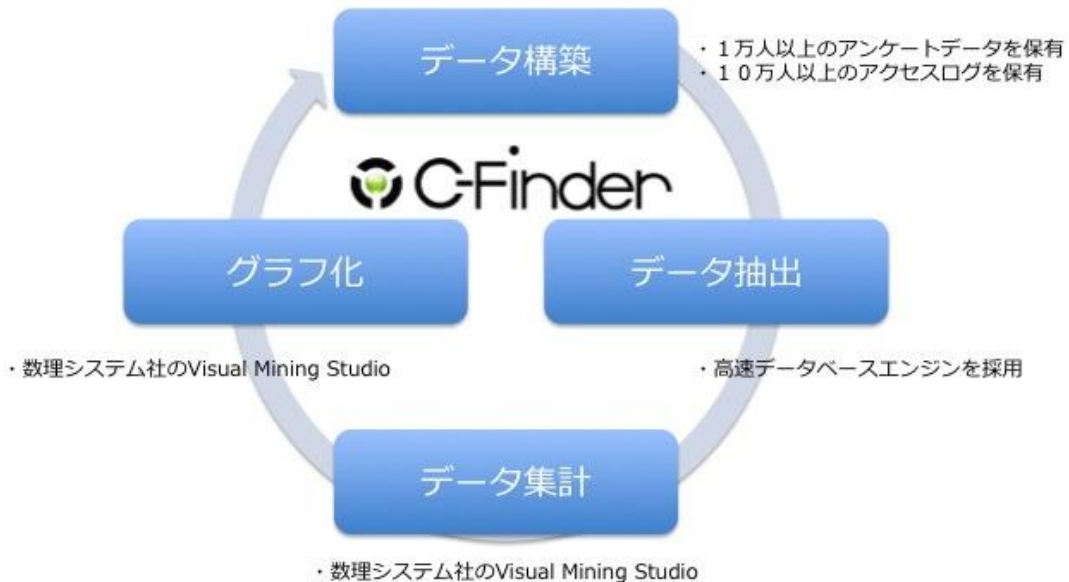 データ構築
・１万人以上のアンケートデータを保有
・１０万人以上のアクセスログを保有
C-Finder
グラフ化
データ抽出
・数理システム社のVisual Mining Studio
・高速データベースエンジンを採用
データ集計
・数理システム社のVisual Mining Studio